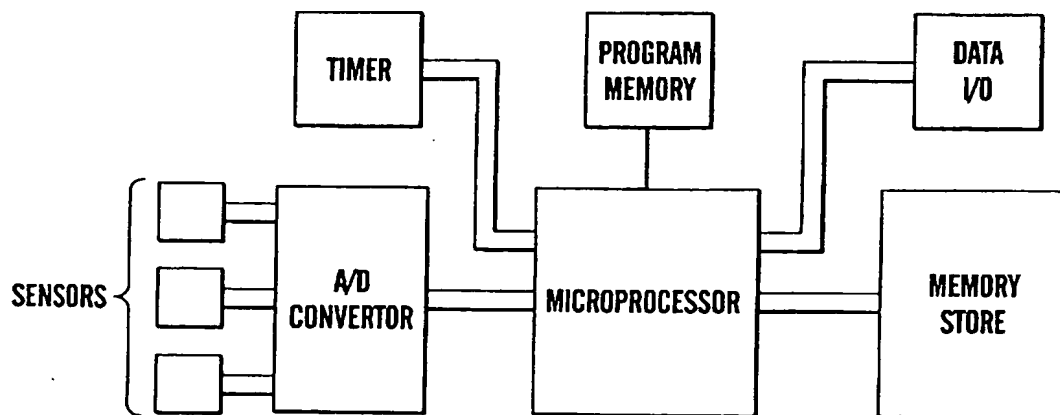 TIMER
PROGRAM
MEMORY
DATA
I/O
SENSORS
A/D
CONVERTOR
MICROPROCESSOR
MEMORY
STORE